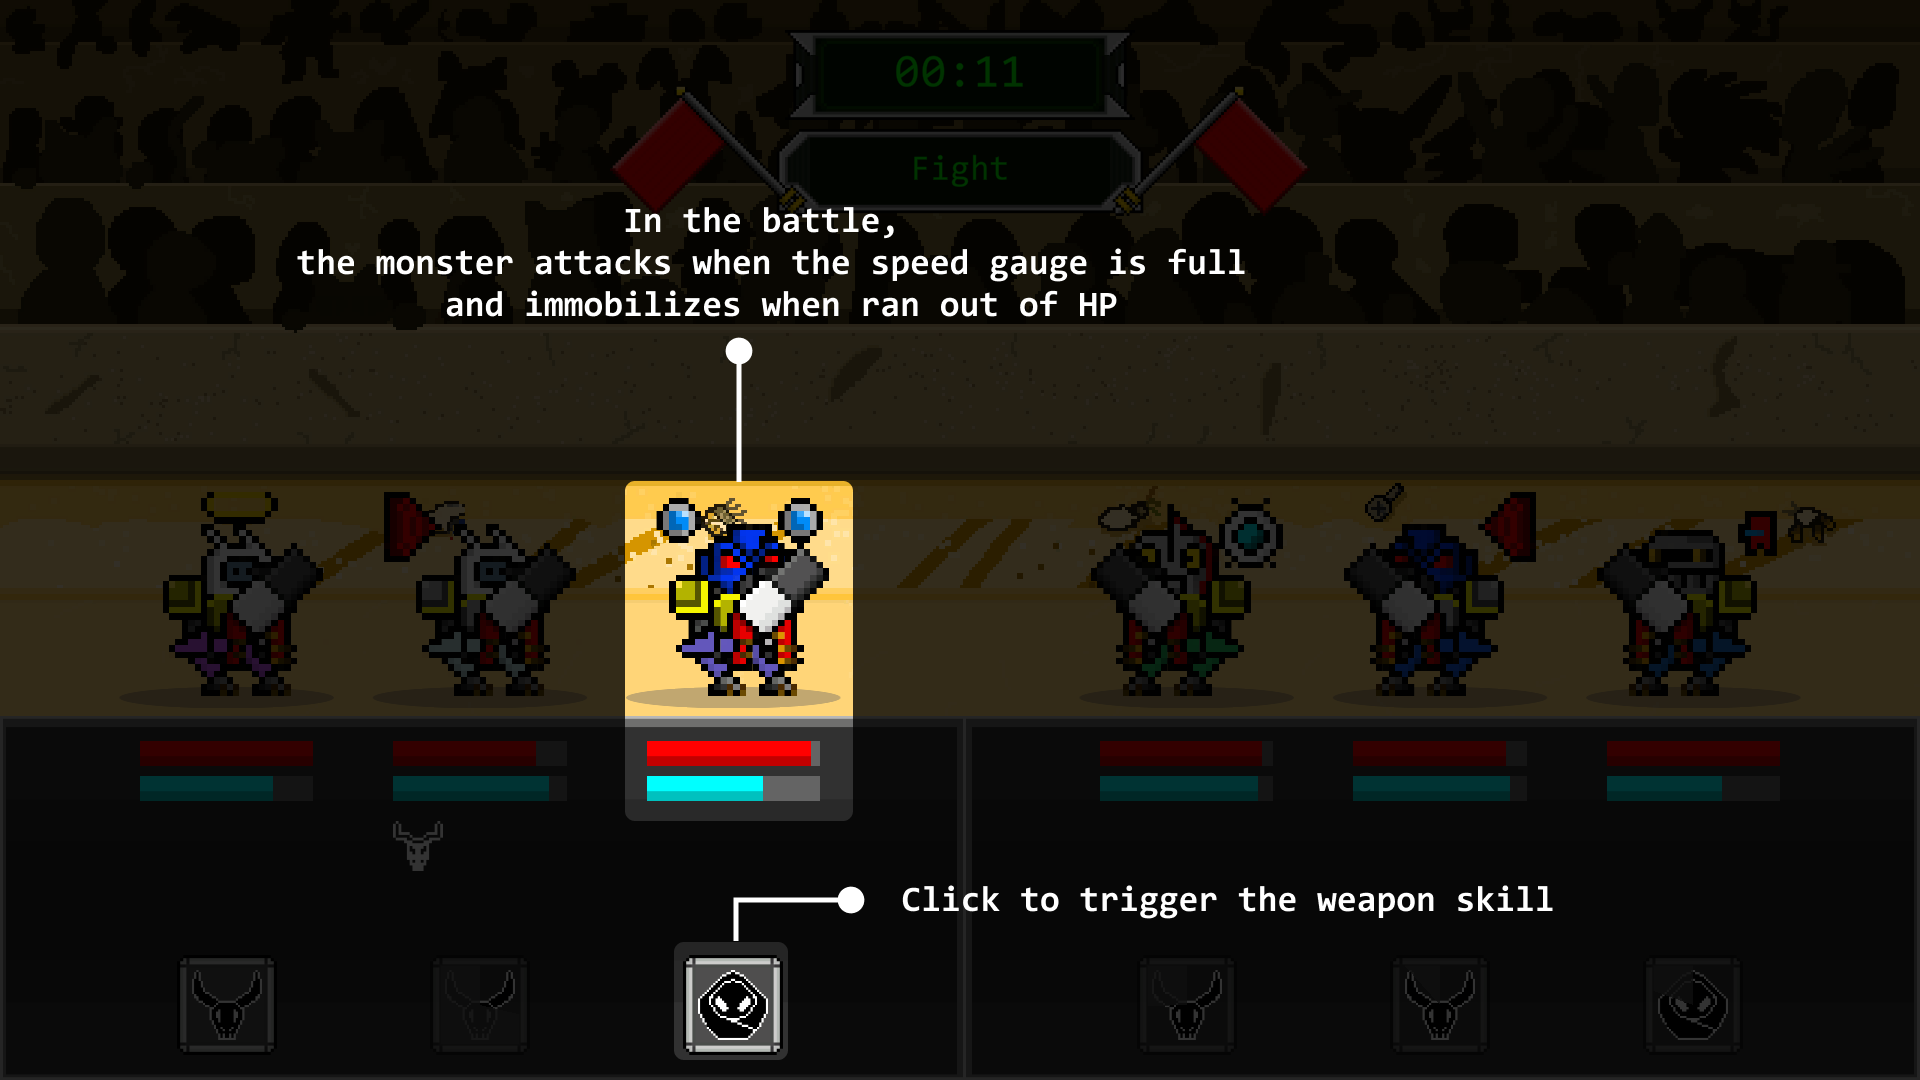 00:11
Fight
In the battle,
the monster attacks when the speed gauge is full
and immobilizes when ran out of HP
Click to trigger the weapon skill